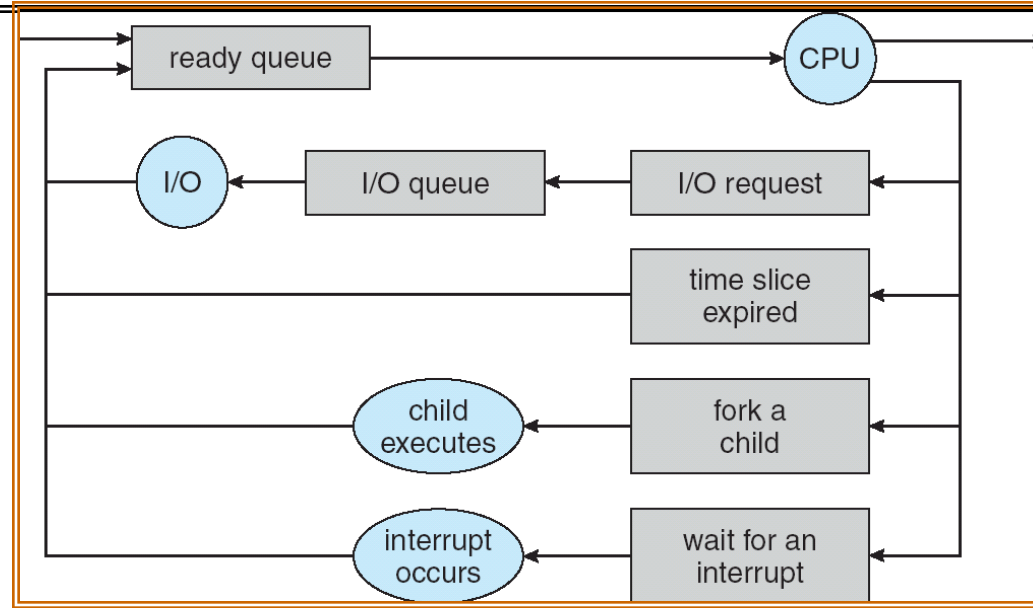 ready queue
CPU
I/O
I/O queue
I/O request
time slice
expired
child
executes
fork a
child
interrupt
occurs
wait for an
interrupt